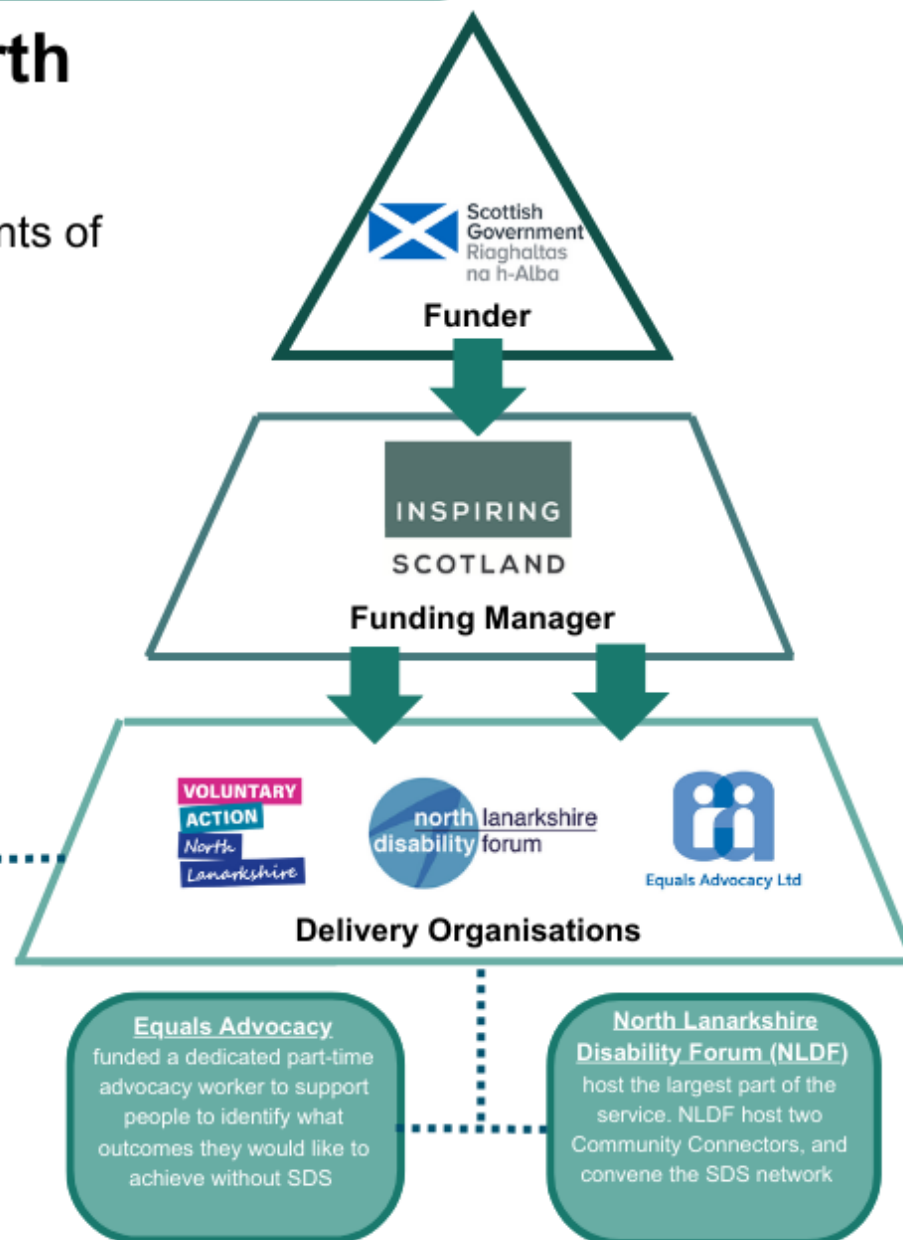 rth
nts of
Scottish
Government
Riaghaltas
na h-Alba
Funder
INSPIRING
SCOTLAND
Funding Manager
VOLUNTARY
ACTION
North
Lanarkshire
north lanarkshire
disability forum
Equals Advocacy Ltd
Delivery Organisations
Equals Advocacy
funded a dedicated part-time
advocacy worker to support
people to identify what
outcomes they would like to
achieve without SDS
North Lanarkshire
Disability Forum (NLDF)
host the largest part of the
service. NLDF host two
Community Connectors, and
convene the SDS network